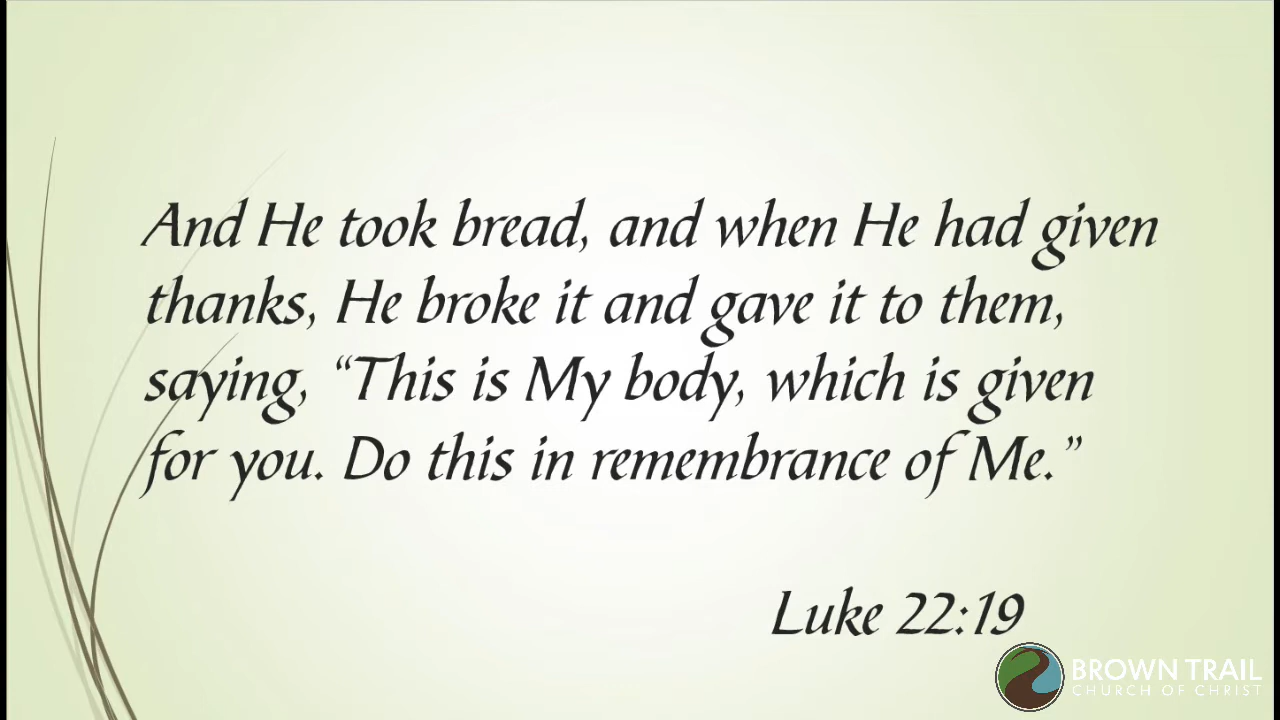 And He took bread, and when He had given
thanks, He broke it and gave it to them,
saying, “This is My body, which is given
for you. Do this in remembrance of Me.”
Luke 22:19
BROWN TRAIL
CHURCH OF CHRIST